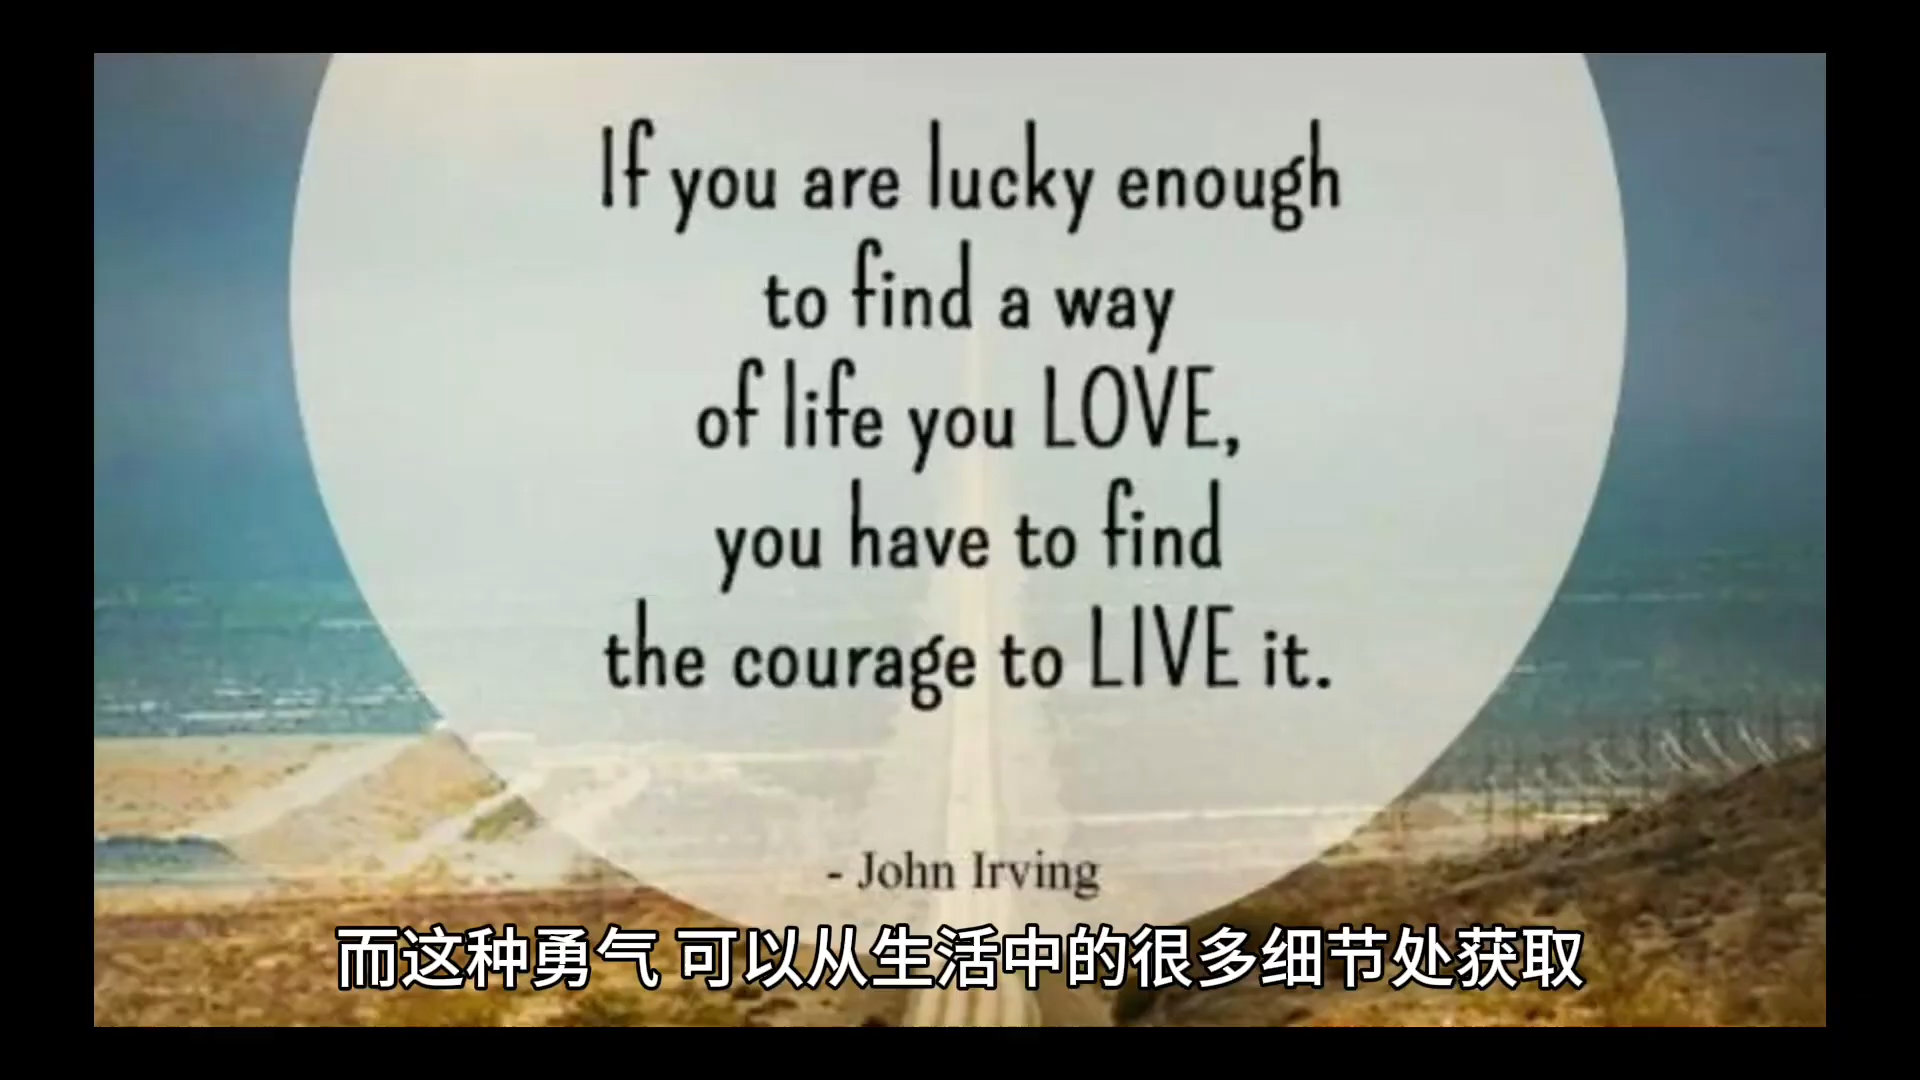 If you are lucky enough
to find a way
of life you LOVE,
you have to find
the courage to LIVE it.
- John Irving
而这种勇气 可以从生活中的很多细节处获取